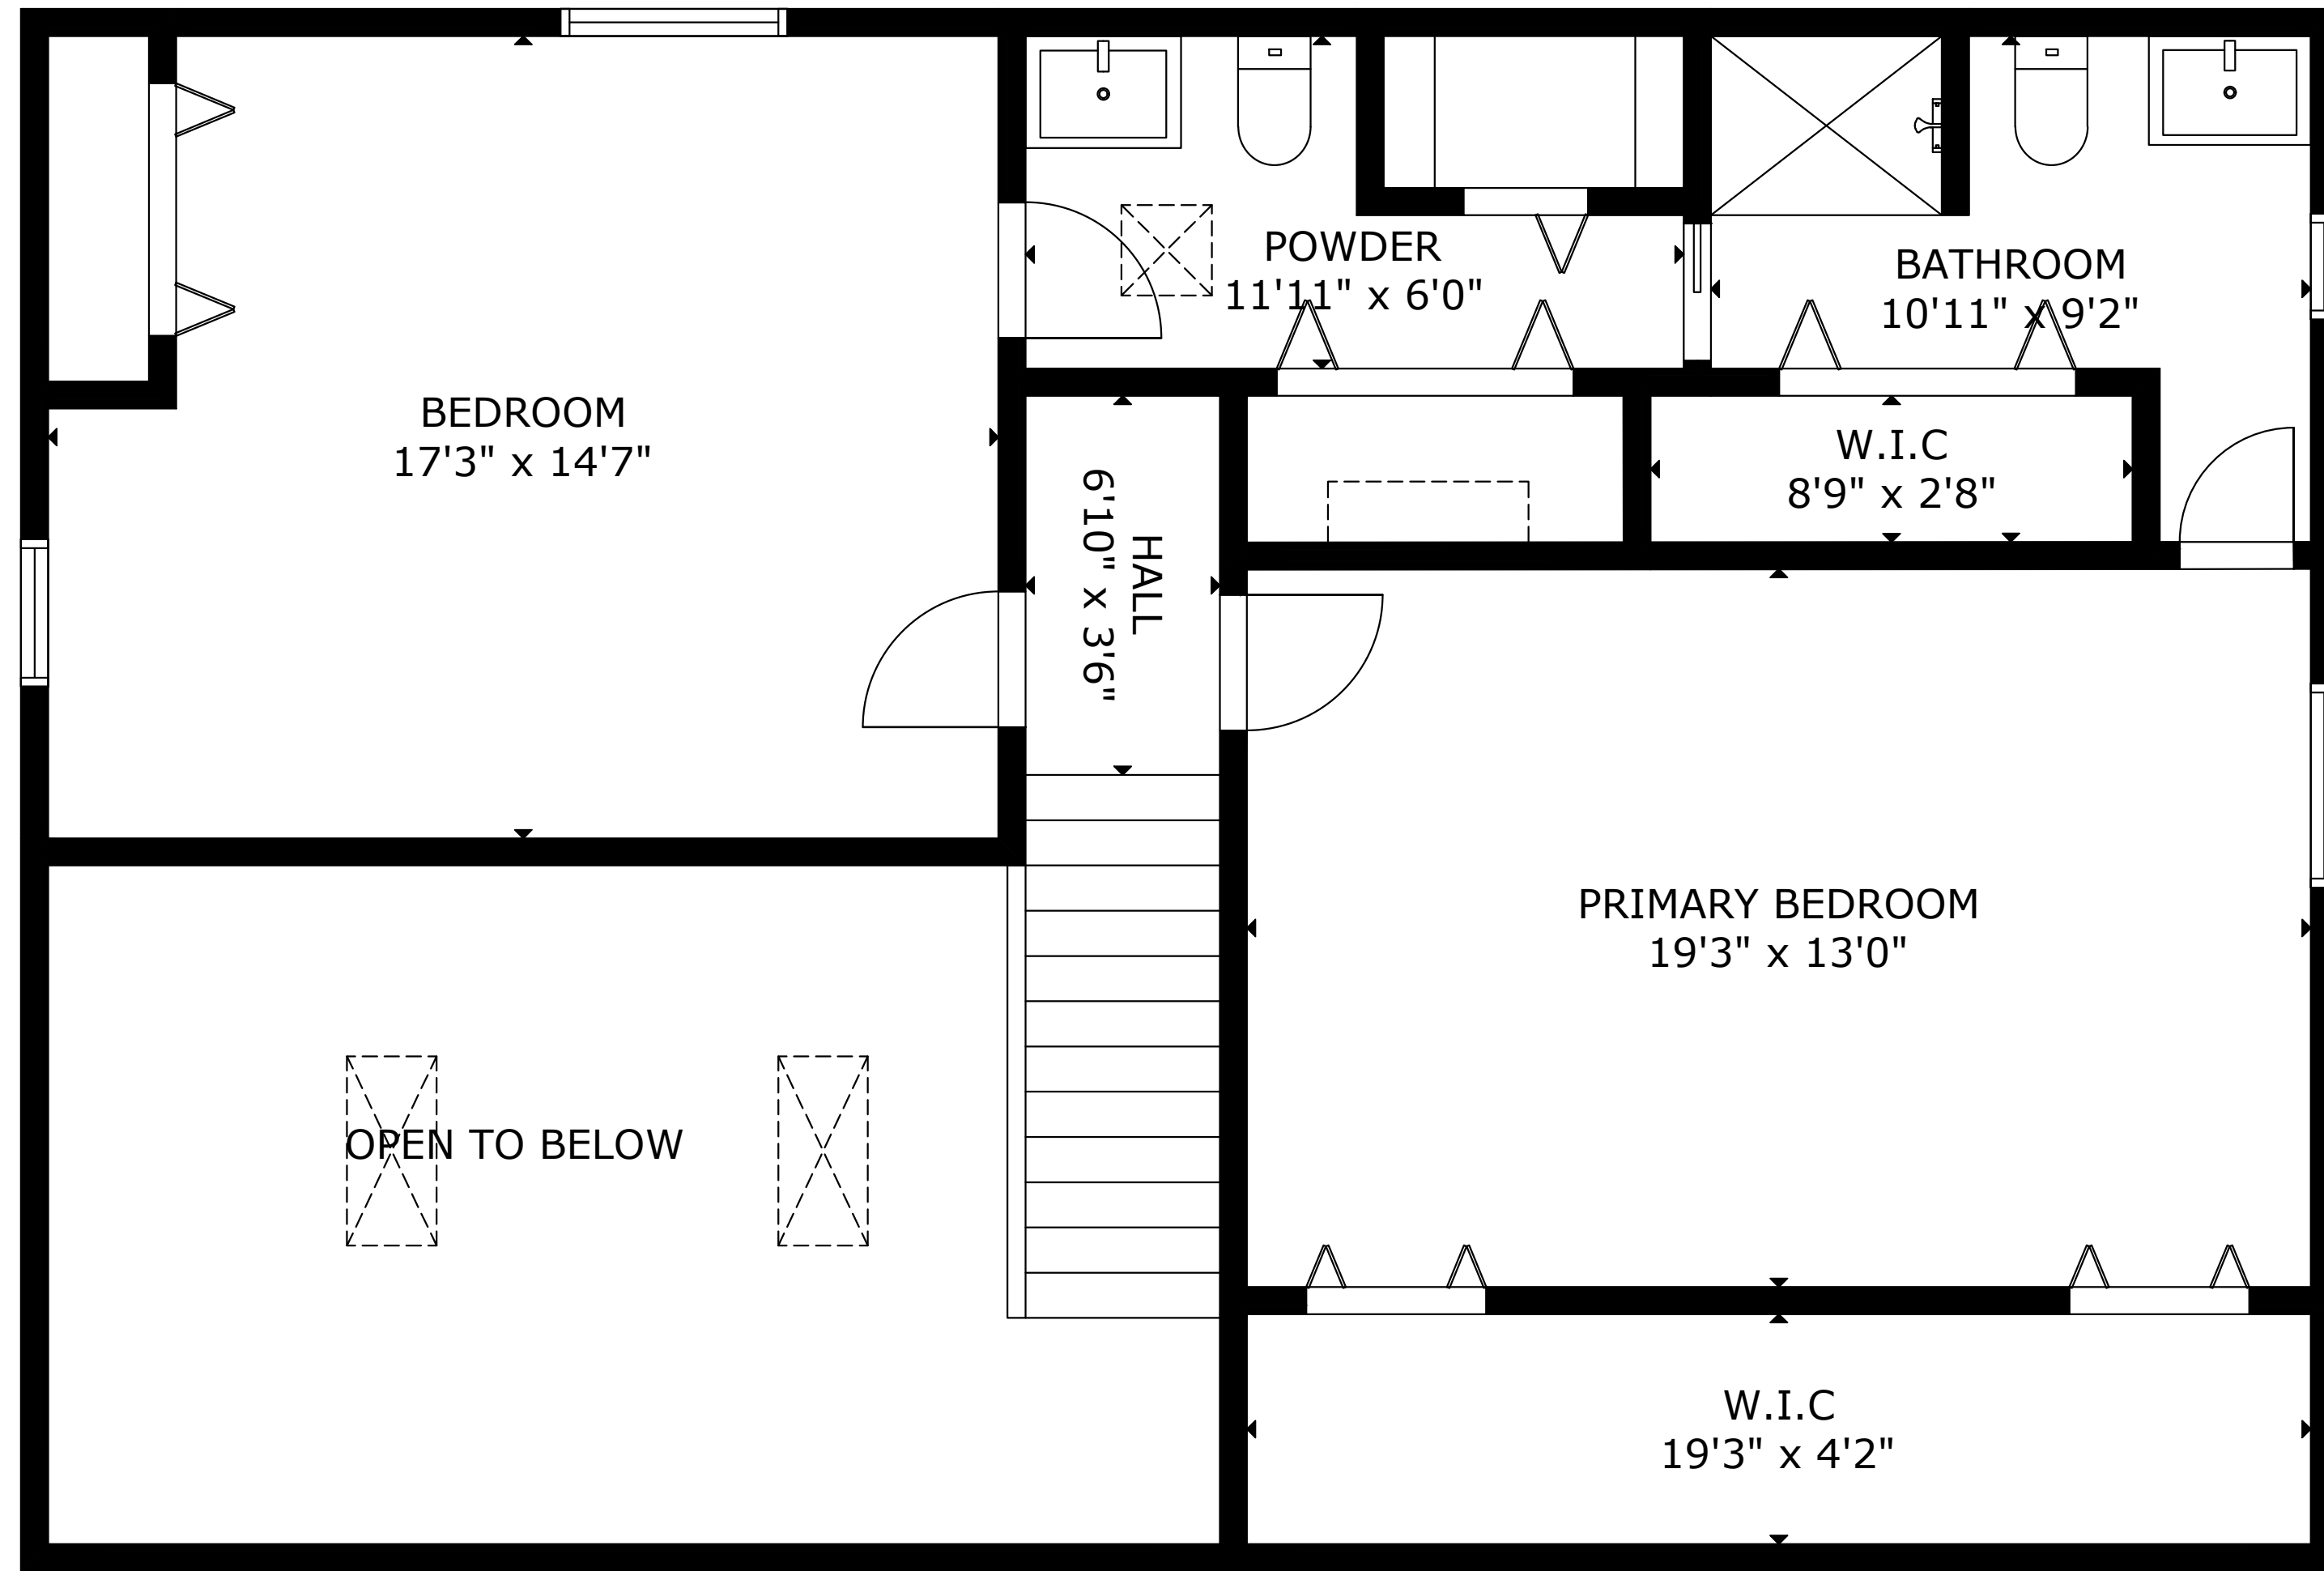 POWDER
11'11" x 6'0"
BATHROOM
10'11" x 9'2"
BEDROOM
17'3" x 14'7"
W.I.C
8'9" x 2'8"
HALL
6'10" x 3'6"
PRIMARY BEDROOM
19'3" x 13'0"
OPEN TO BELOW
W.I.C
19'3" x 4'2"